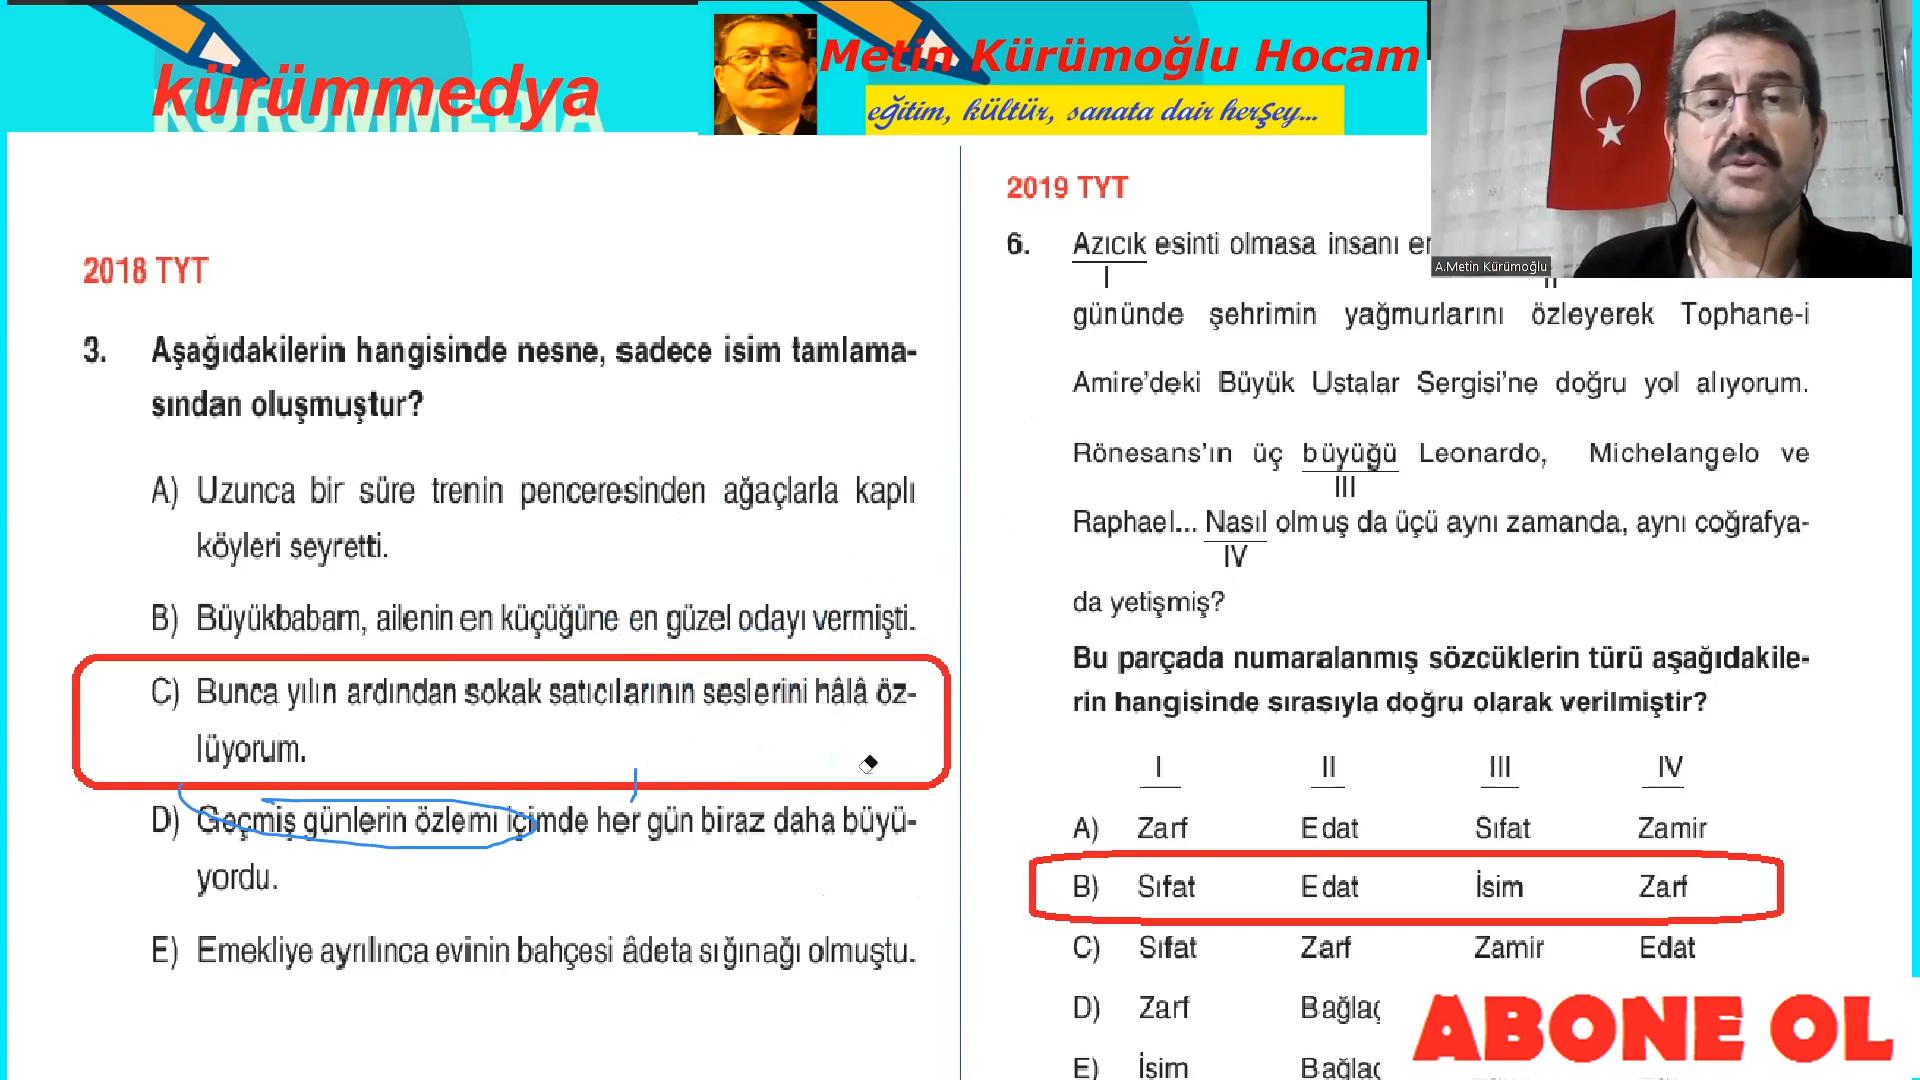 kürümmedya
KÜRÜMMEDYA
Metin Kürümoğlu Hocam
eğitim, kültür, sanata dair herşey...
A.Metin Kürümoğlu
2018 TYT
3. Aşağıdakilerin hangisinde nesne, sadece isim tamlama-
sından oluşmuştur?
A) Uzunca bir süre trenin penceresinden ağaçlarla kaplı
köyleri seyretti.
B) Büyükbabam, ailenin en küçüğüne en güzel odayı vermişti.
C) Bunca yılın ardından sokak satıcılarının seslerini hâlâ öz-
lüyorum.
D) Geçmiş günlerin özlemi içimde her gün biraz daha büyü-
yordu.
E) Emekliye ayrılınca evinin bahçesi âdeta sığınağı olmuştu.
2019 TYT
6. Azıcık esinti olmasa insanı
I II
gününde şehrimin yağmurlarını özleyerek Tophane-i
Amire'deki Büyük Ustalar Sergisi'ne doğru yol alıyorum.
Rönesans'ın üç büyüğü Leonardo, Michelangelo ve
III
Raphael... Nasıl olmuş da üçü aynı zamanda, aynı coğrafya-
IV
da yetişmiş?
Bu parçada numaralanmış sözcüklerin türü aşağıdakile-
rin hangisinde sırasıyla doğru olarak verilmiştir?
I II III IV
A) Zarf Edat Sıfat Zamir
B) Sıfat Edat İsim Zarf
C) Sıfat Zarf Zamir Edat
D) Zarf Bağlaç
E) İsim Bağlaç
ABONE OL